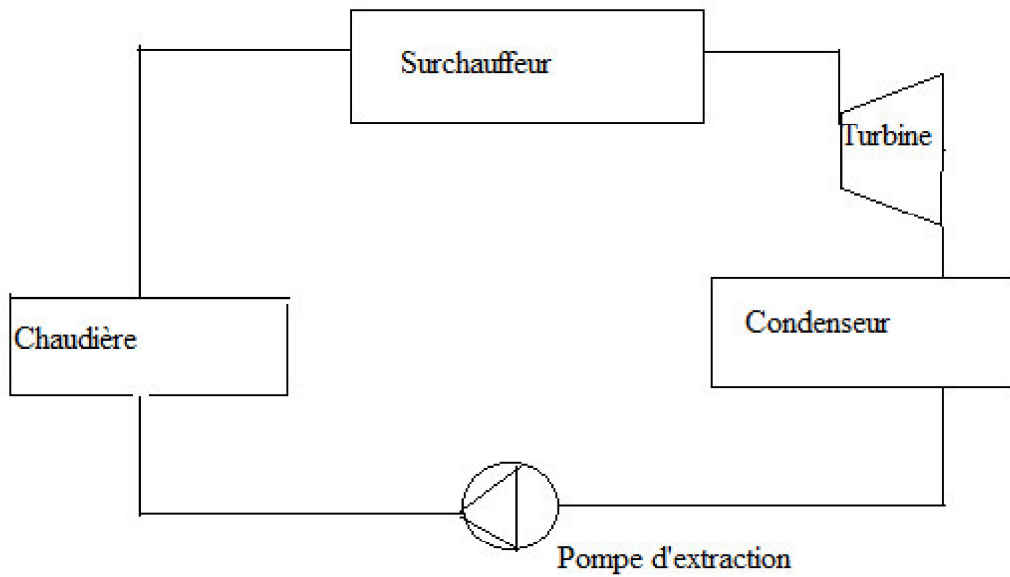 Surchauffeur
Turbine
Chaudière
Condenseur
Pompe d'extraction